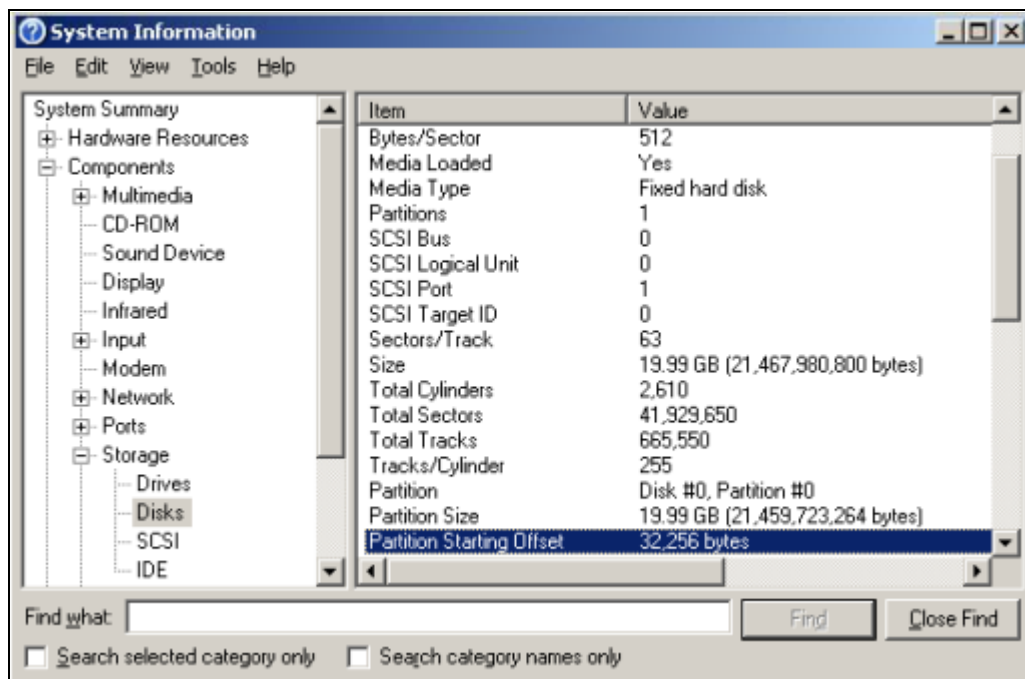 System Information
File Edit View Tools Help
System Summary
Hardware Resources
Components
Multimedia
CD-ROM
Sound Device
Display
Infrared
Input
Modem
Network
Ports
Storage
Drives
Disks
SCSI
IDE
Item Value
Bytes/Sector 512
Media Loaded Yes
Media Type Fixed hard disk
Partitions 1
SCSI Bus 0
SCSI Logical Unit 0
SCSI Port 1
SCSI Target ID 0
Sectors/Track 63
Size 19.99 GB (21,467,980,800 bytes)
Total Cylinders 2,610
Total Sectors 41,929,650
Total Tracks 665,550
Tracks/Cylinder 255
Partition Disk #0, Partition #0
Partition Size 19.99 GB (21,459,723,264 bytes)
Partition Starting Offset 32,256 bytes
Find what: Find Close Find
Search selected category only Search category names only